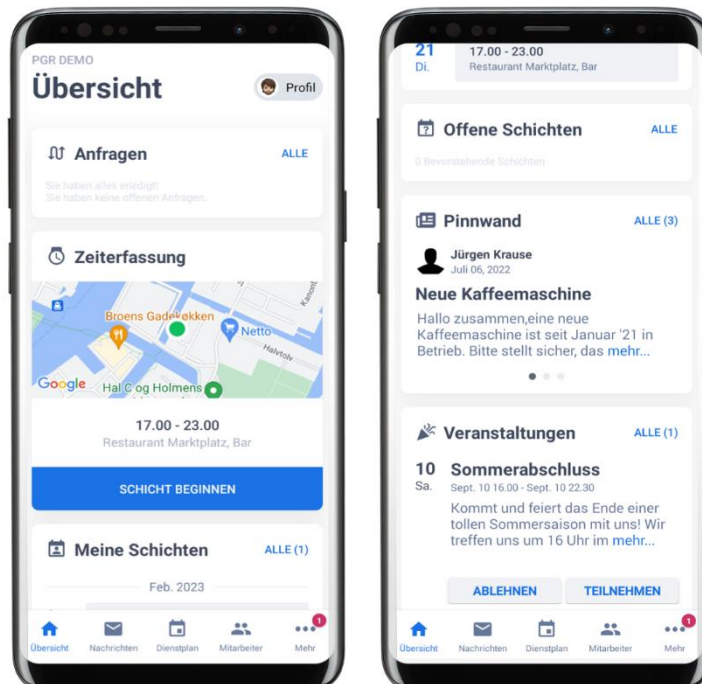 PGR DEMO
Übersicht
Profil
Anfragen
ALLE
Sie haben alles erledigt!
Sie haben keine offenen Anfragen.
Zeiterfassung
Broens Gadekøkken
Netto
Halvtolv
Google
Hal C og Holmens
17.00 - 23.00
Restaurant Marktplatz, Bar
SCHICHT BEGINNEN
Meine Schichten
ALLE (1)
Feb. 2023
1
Übersicht
Nachrichten
Dienstplan
Mitarbeiter
Mehr
21
Di.
17.00 - 23.00
Restaurant Marktplatz, Bar
Offene Schichten
ALLE
0 Bevorstehende Schichten
Pinnwand
ALLE (3)
Jürgen Krause
Juli 06, 2022
Neue Kaffeemaschine
Hallo zusammen,eine neue
Kaffeemaschine ist seit Januar '21 in
Betrieb. Bitte stellt sicher, das mehr...
Veranstaltungen
ALLE (1)
10
Sa.
Sommerabschluss
Sept. 10 16.00 - Sept. 10 22.30
Kommt und feiert das Ende einer
tollen Sommersaison mit uns! Wir
treffen uns um 16 Uhr im mehr...
ABLEHNEN
TEILNEHMEN
1
Übersicht
Nachrichten
Dienstplan
Mitarbeiter
Mehr